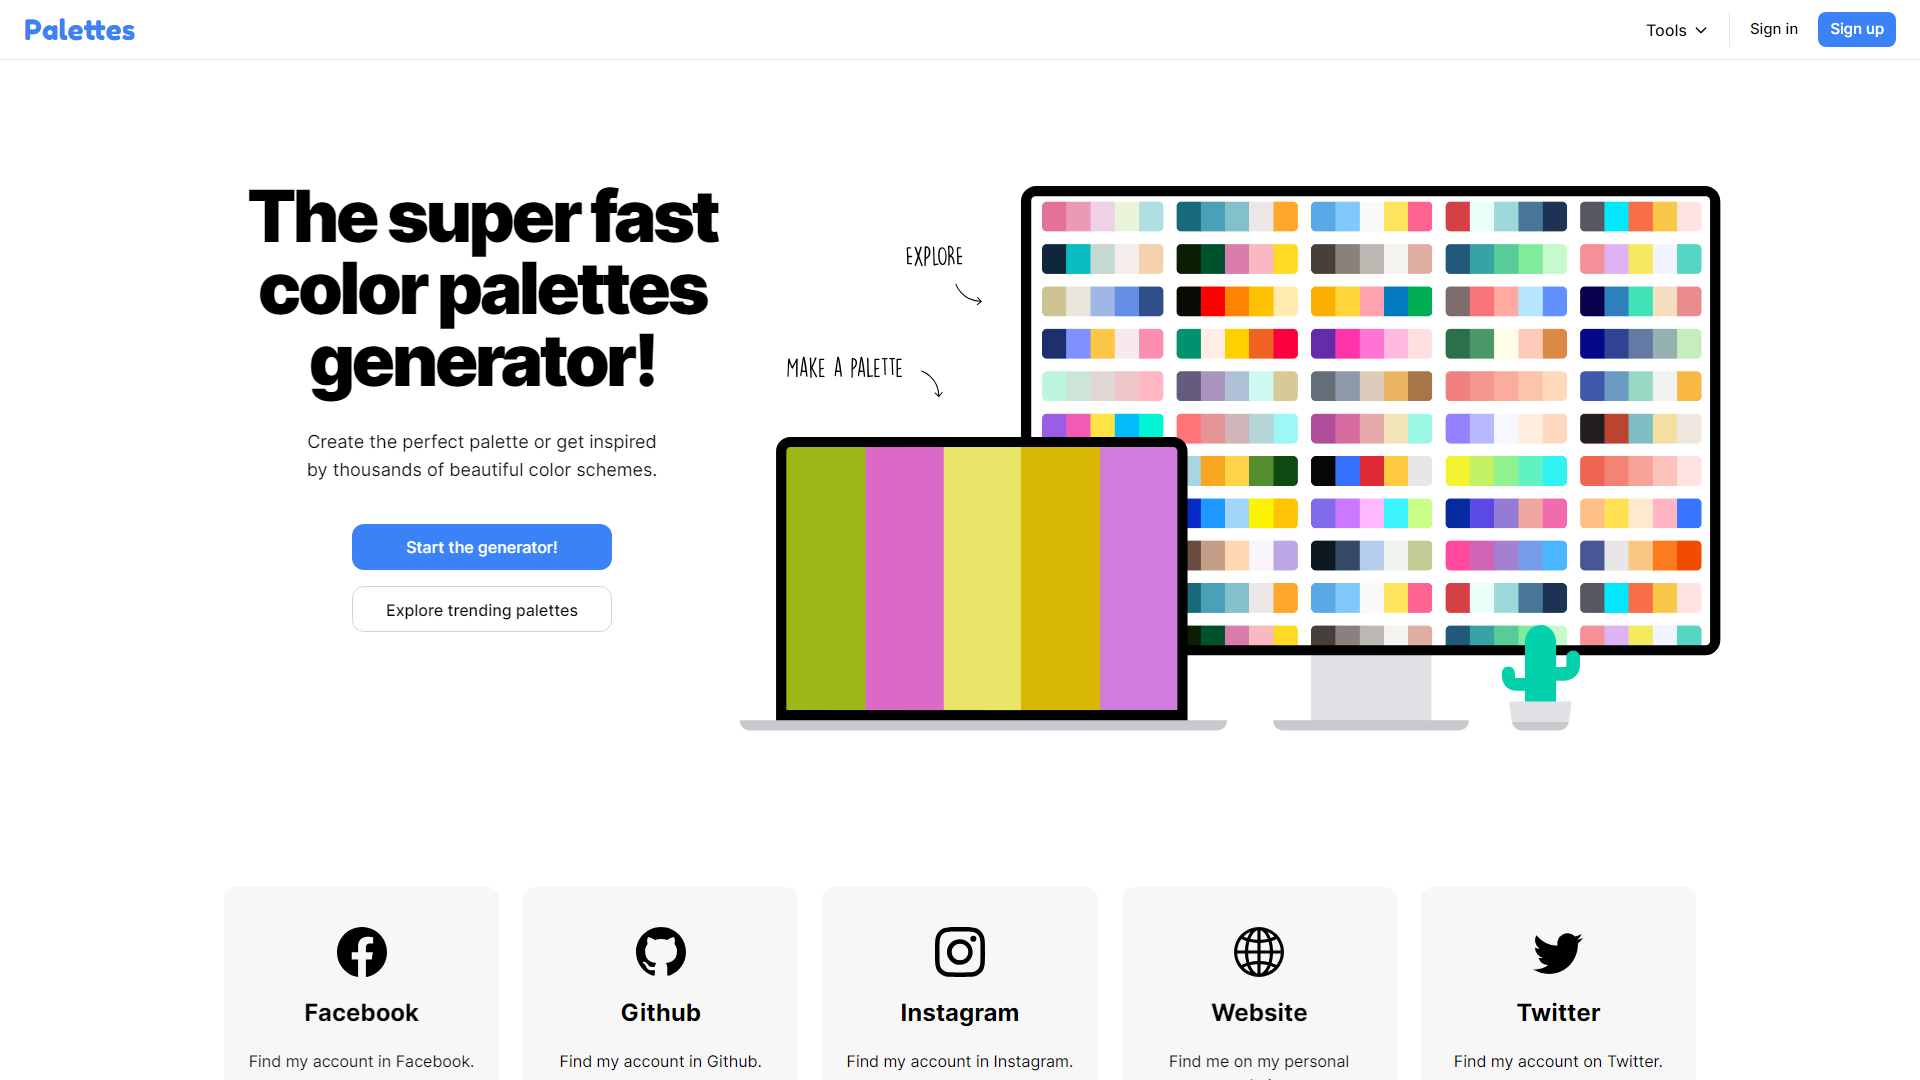 Palettes
Tools
Sign in
Sign up
The super fast
color palettes
generator!
Create the perfect palette or get inspired
by thousands of beautiful color schemes.
Start the generator!
Explore trending palettes
EXPLORE
MAKE A PALETTE
Facebook
Find my account in Facebook.
Github
Find my account in Github.
Instagram
Find my account in Instagram.
Website
Find me on my personal
Twitter
Find my account on Twitter.